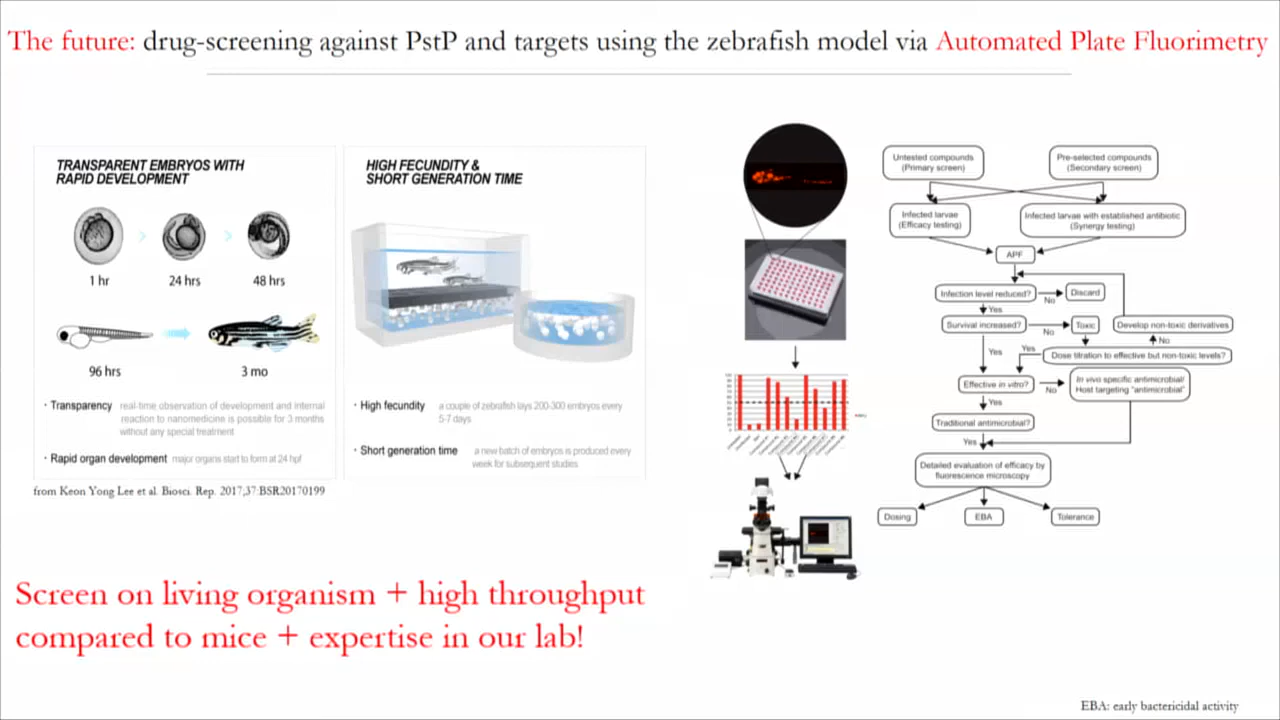 The future: drug-screening against PstP and targets using the zebrafish model via Automated Plate Fluorimetry
TRANSPARENT EMBRYOS WITH
RAPID DEVELOPMENT
1 hr
24 hrs
48 hrs
96 hrs
3 mo
· Transparency real-time observation of development and internal
reaction to nanomedicine is possible for 3 months
without any special treatment
· Rapid organ development major organs start to form at 24 hpf
HIGH FECUNDITY &
SHORT GENERATION TIME
· High fecundity a couple of zebrafish lays 200-300 embryos every
5-7 days
· Short generation time a new batch of embryos is produced every
week for subsequent studies
from Keon Yong Lee et al. Biosci. Rep. 2017,37:BSR20170199
Screen on living organism + high throughput
compared to mice + expertise in our lab!
Untested compounds
(Primary screen)
Pre-selected compounds
(Secondary screen)
Infected larvae
(Efficacy testing)
Infected larvae with established antibiotic
(Synergy testing)
APF
Infection level reduced?
No
Discard
Yes
Survival increased?
No
Toxic
Develop non-toxic derivatives
No
Yes
Yes
Dose titration to effective but non-toxic levels?
Effective in vitro?
No
In vivo specific antimicrobial/
Host targeting "antimicrobial"
Yes
Traditional antimicrobial?
Yes
Detailed evaluation of efficacy by
fluorescence microscopy
Dosing
EBA
Tolerance
EBA: early bactericidal activity